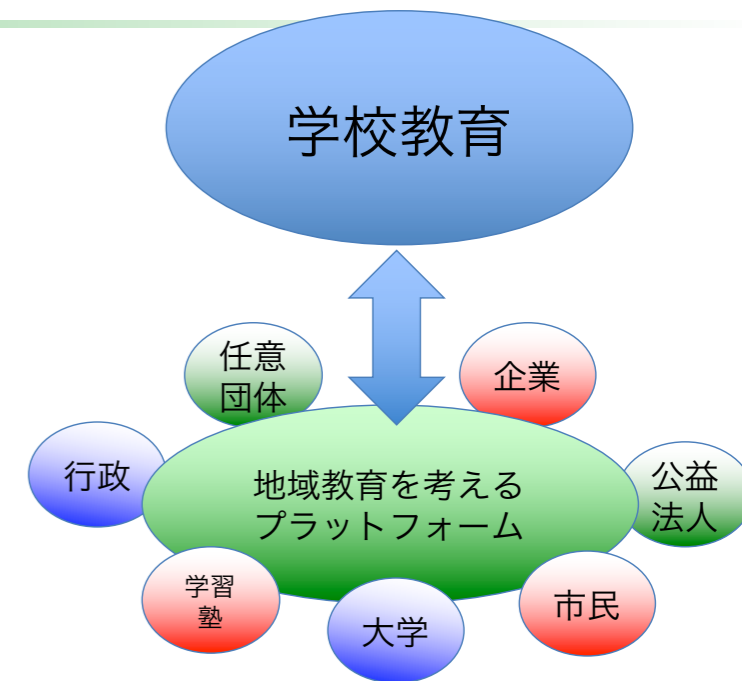 学校教育
任意
団体
企業
行政
地域教育を考える
プラットフォーム
公益
法人
学習
塾
大学
市民